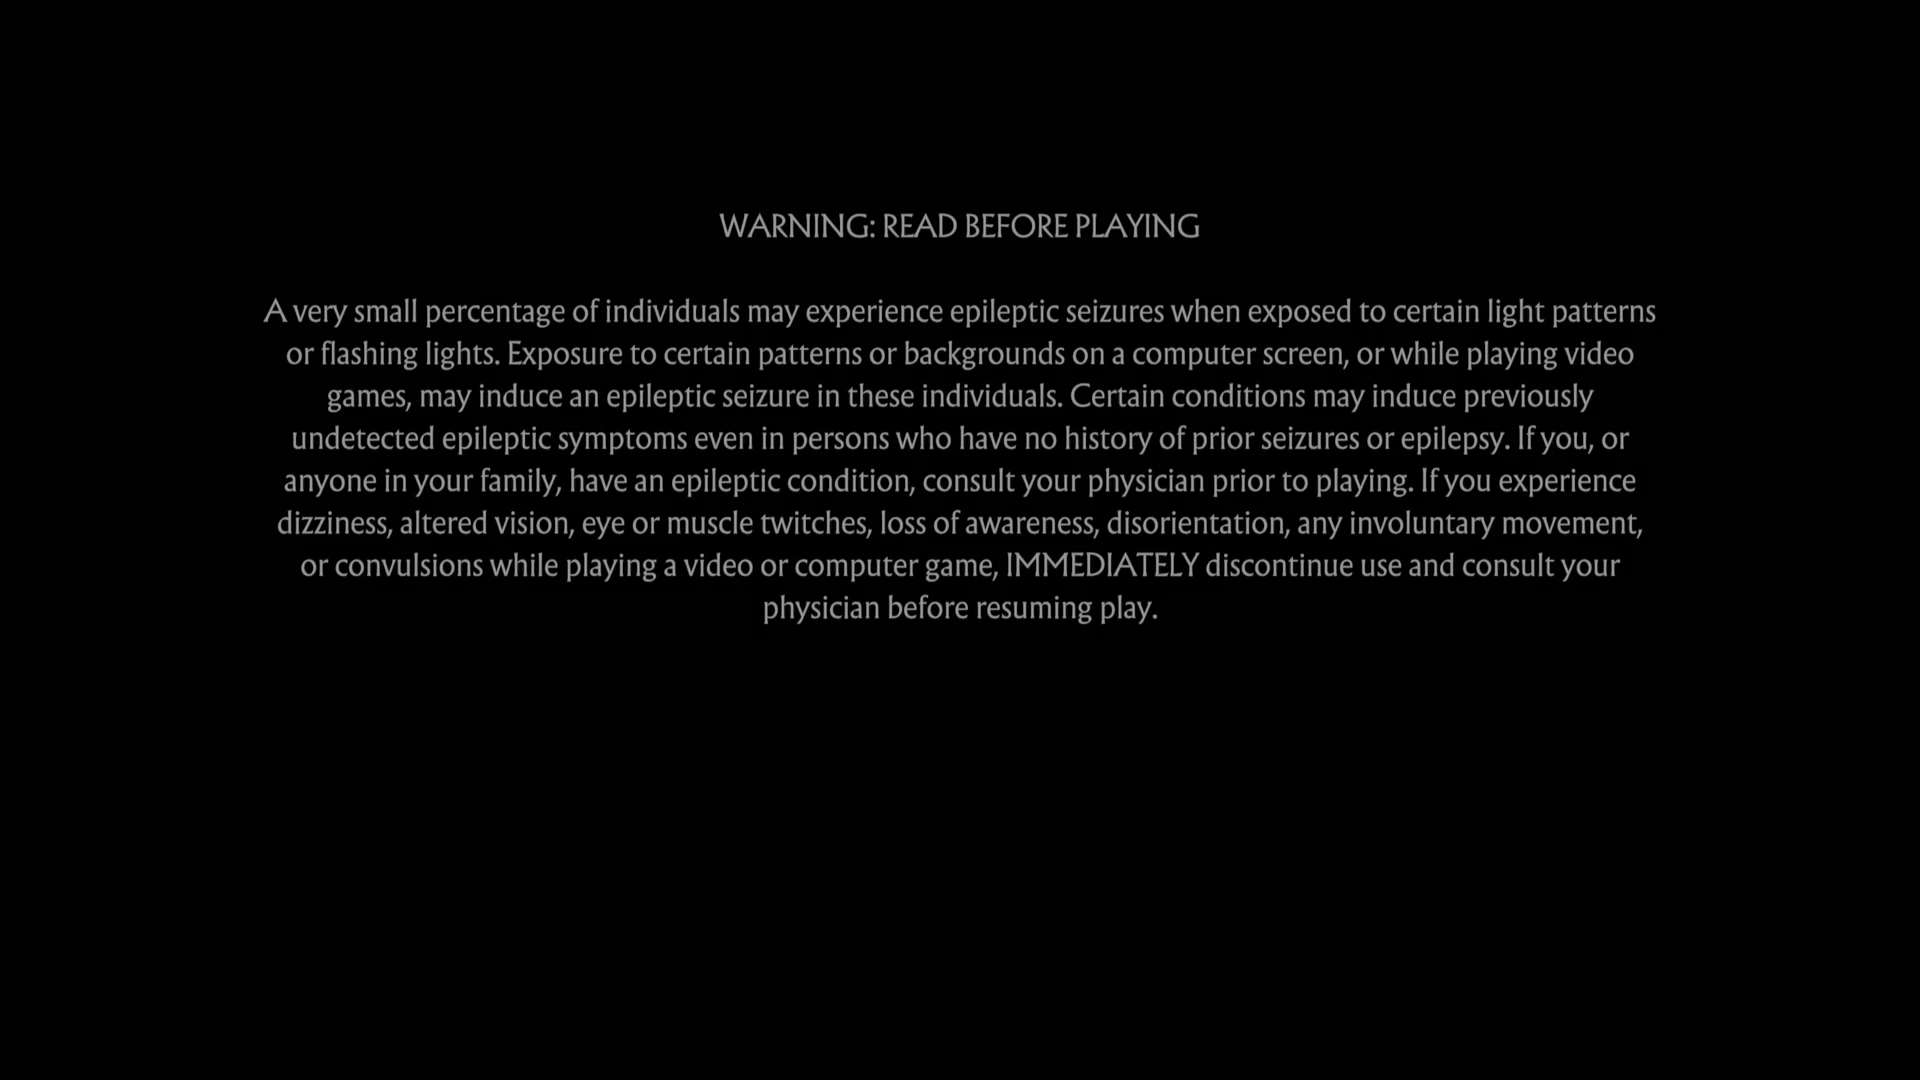 WARNING: READ BEFORE PLAYING
A very small percentage of individuals may experience epileptic seizures when exposed to certain light patterns
or flashing lights. Exposure to certain patterns or backgrounds on a computer screen, or while playing video
games, may induce an epileptic seizure in these individuals. Certain conditions may induce previously
undetected epileptic symptoms even in persons who have no history of prior seizures or epilepsy. If you, or
anyone in your family, have an epileptic condition, consult your physician prior to playing. If you experience
dizziness, altered vision, eye or muscle twitches, loss of awareness, disorientation, any involuntary movement,
or convulsions while playing a video or computer game, IMMEDIATELY discontinue use and consult your
physician before resuming play.